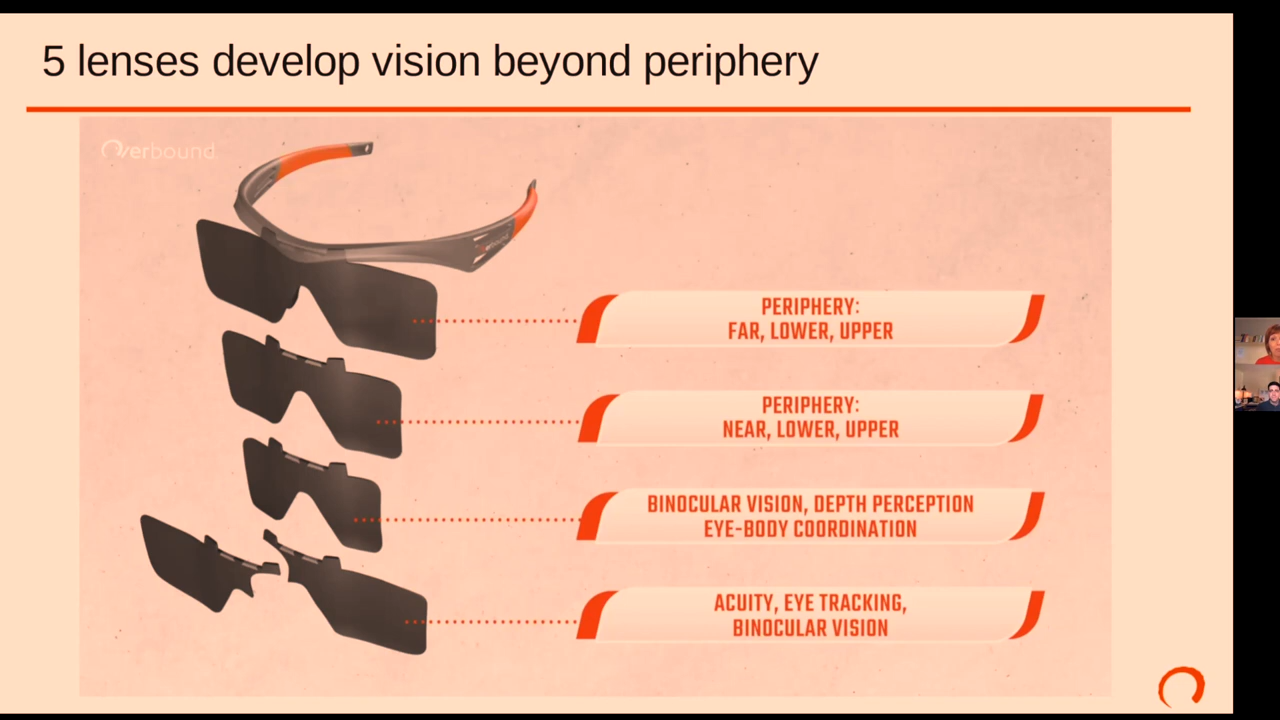 5 lenses develop vision beyond periphery
Overbound
PERIPHERY:
FAR, LOWER, UPPER
PERIPHERY:
NEAR, LOWER, UPPER
BINOCULAR VISION, DEPTH PERCEPTION
EYE-BODY COORDINATION
ACUITY, EYE TRACKING,
BINOCULAR VISION